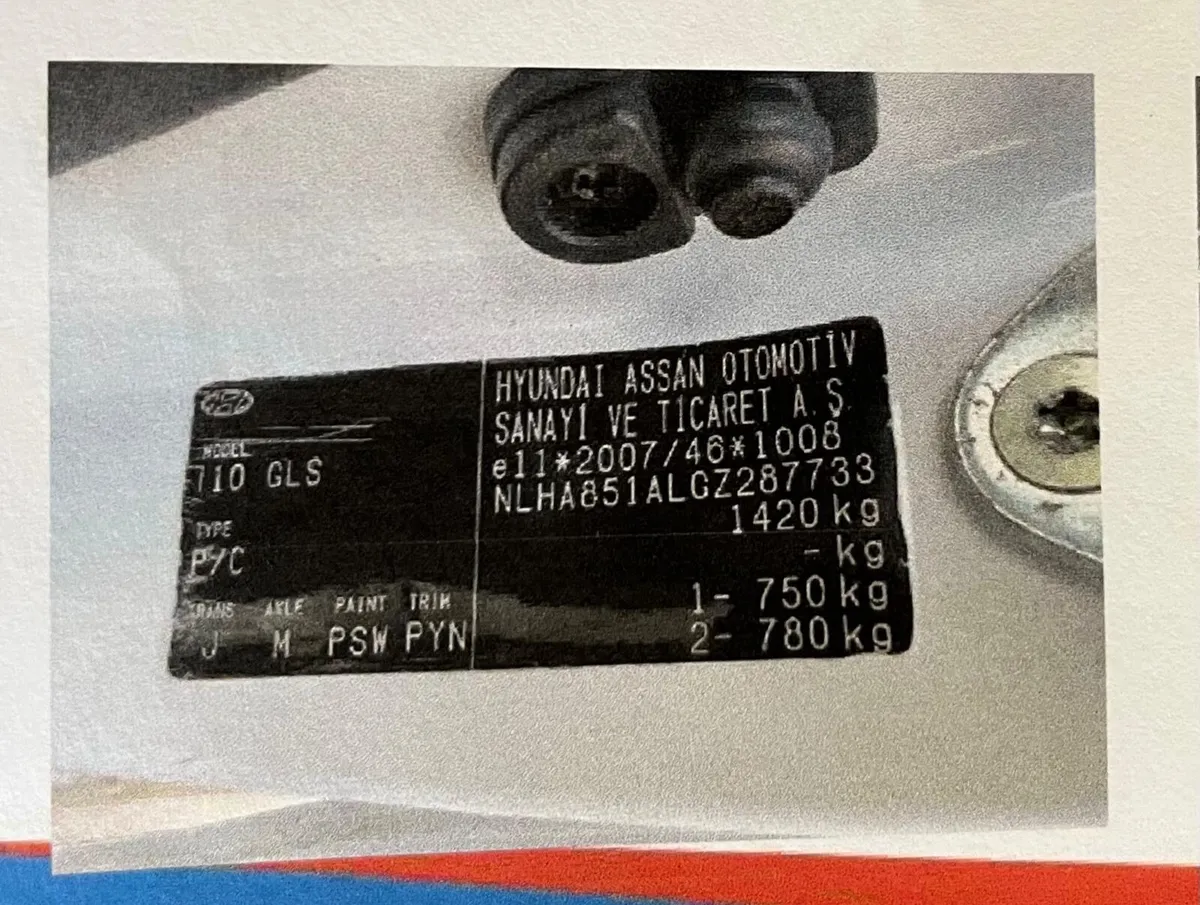 MODEL
i10 GLS
TYPE
P/C
TRANS AXLE PAINT TRIM
J M PSW PYN
HYUNDAI ASSAN OTOMOTİV
SANAYİ VE TİCARET A.Ş.
e11*2007/46*1008
NLHA851ALGZ287733
1420 kg
- kg
1- 750 kg
2- 780 kg